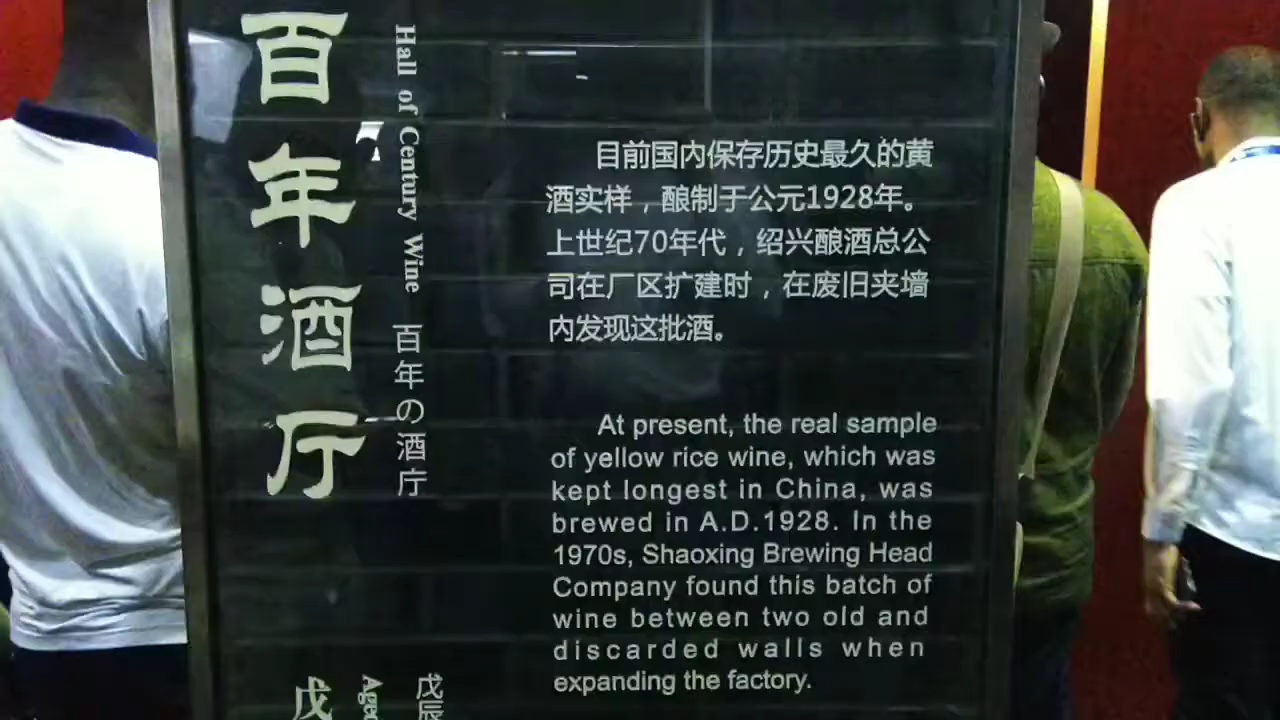 百年酒厅
Hall of Century Wine
百年の酒厅
目前国内保存历史最久的黄
酒实样，酿制于公元1928年。
上世纪70年代，绍兴酿酒总公
司在厂区扩建时，在废旧夹墙
内发现这批酒。
At present, the real sample
of yellow rice wine, which was
kept longest in China, was
brewed in A.D.1928. In the
1970s, Shaoxing Brewing Head
Company found this batch of
wine between two old and
discarded walls when
expanding the factory.
戊
戊辰